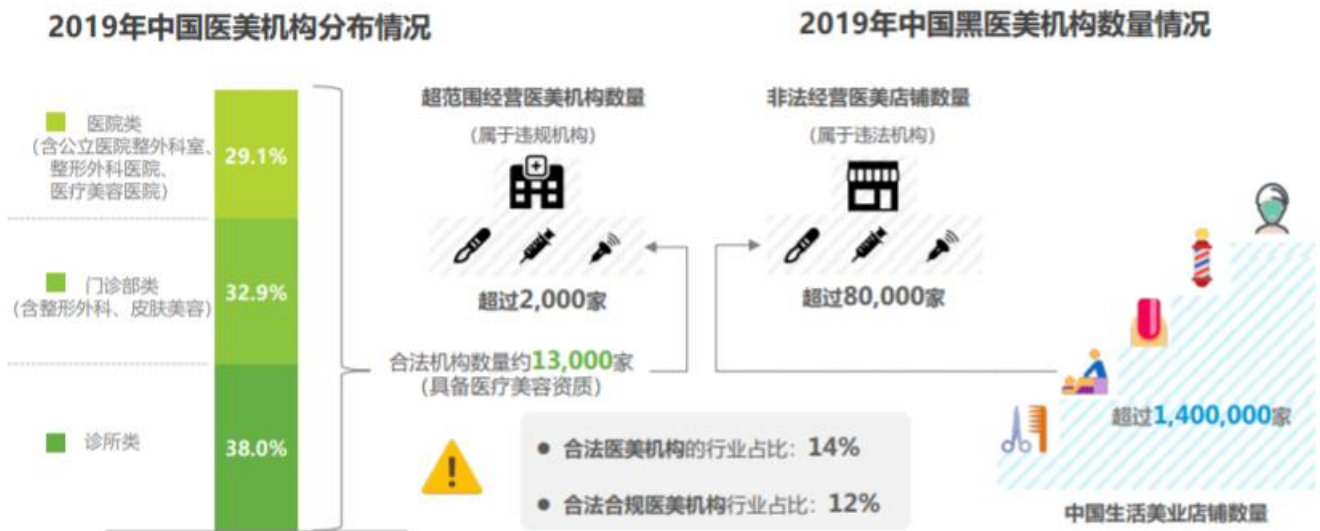 2019年中国医美机构分布情况
医院类
(含公立医院整外科室、
整形外科医院、
医疗美容医院)
29.1%
门诊部类
(含整形外科、皮肤美容)
32.9%
诊所类
38.0%
2019年中国黑医美机构数量情况
超范围经营医美机构数量
(属于违规机构)
超过2,000家
非法经营医美店铺数量
(属于违法机构)
超过80,000家
合法机构数量约13,000家
(具备医疗美容资质)
● 合法医美机构的行业占比：14%
● 合法合规医美机构行业占比：12%
超过1,400,000家
中国生活美业店铺数量